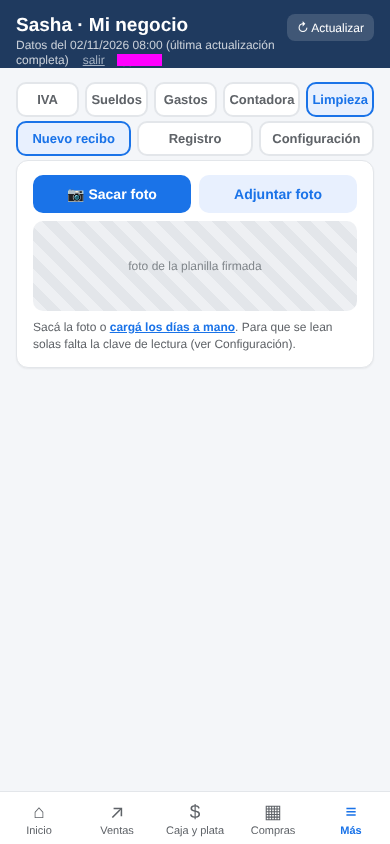 Sasha · Mi negocio
Datos del 02/11/2026 08:00 (última actualización
completo) salir
↻ Actualizar
IVA
Sueldos
Gastos
Contadora
Limpieza
Nuevo recibo
Registro
Configuración
📷 Sacar foto
Adjuntar foto
foto de la planilla firmada
Sacá la foto o cargá los días a mano. Para que se lean
solas falta la clave de lectura (ver Configuración).
Inicio
Ventas
Caja y plata
Compras
Más